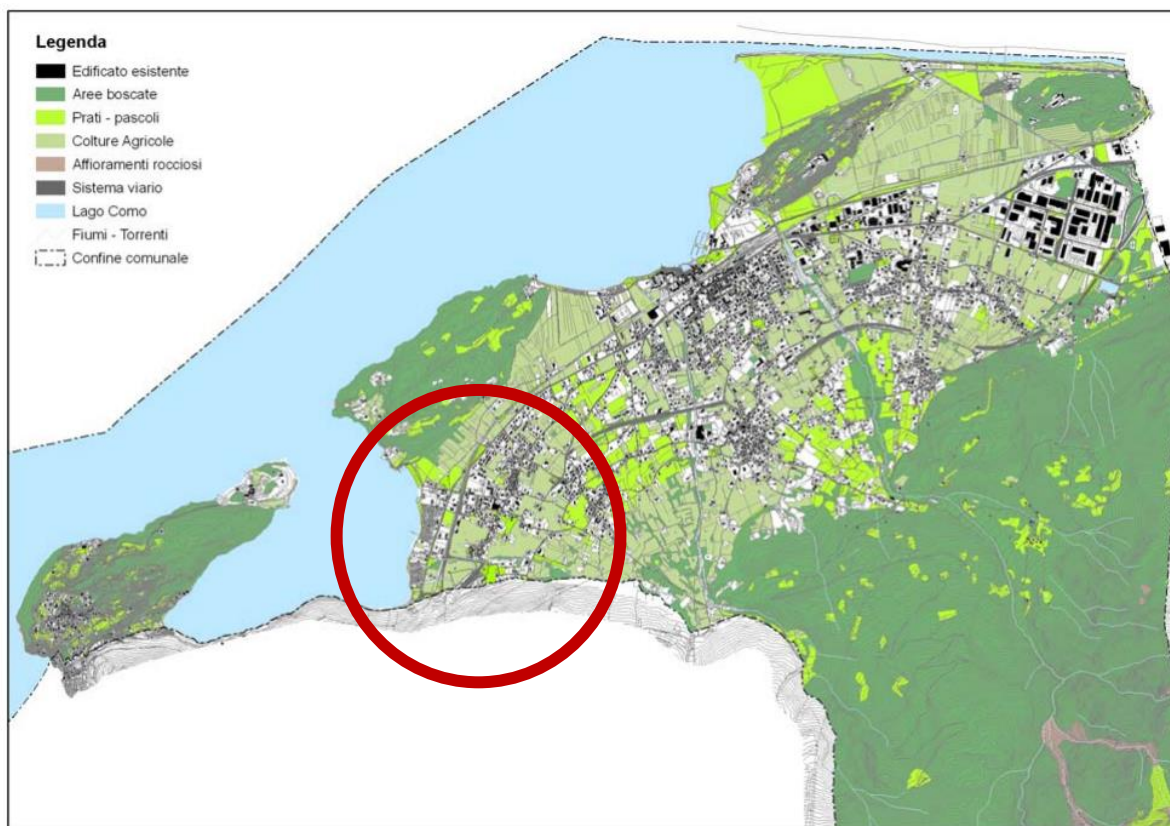 Legenda
Edificato esistente
Aree boscate
Prati - pascoli
Colture Agricole
Affioramenti rocciosi
Sistema viario
Lago Como
Fiumi - Torrenti
Confine comunale